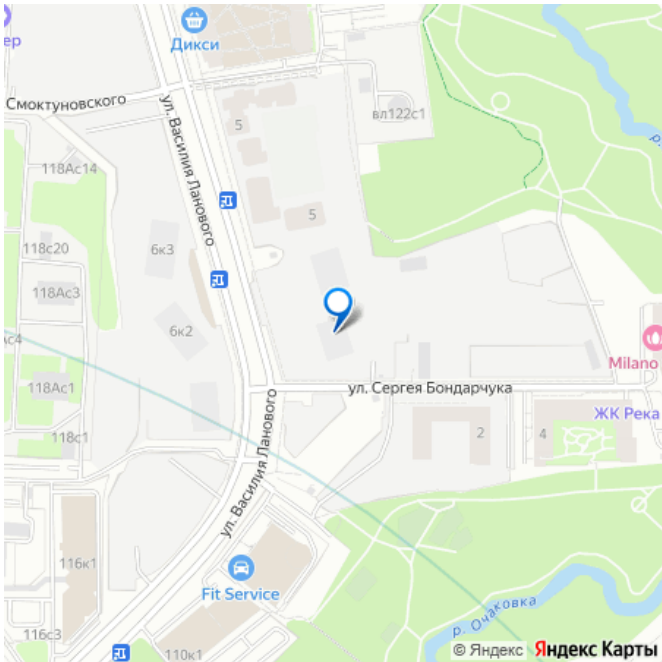 Дикси
Смоктуновского
5
вл122с1
118Ас14
ул. Василия Ланового
118с20
6к3
5
118Ас3
6к2
Milano
118Ас1
ул. Сергея Бондарчука
ЖК Река
118с1
2
4
ул. Василия Ланового
116к1
Fit Service
р. Очаковка
116с3
110к1
© Яндекс Яндекс Карты